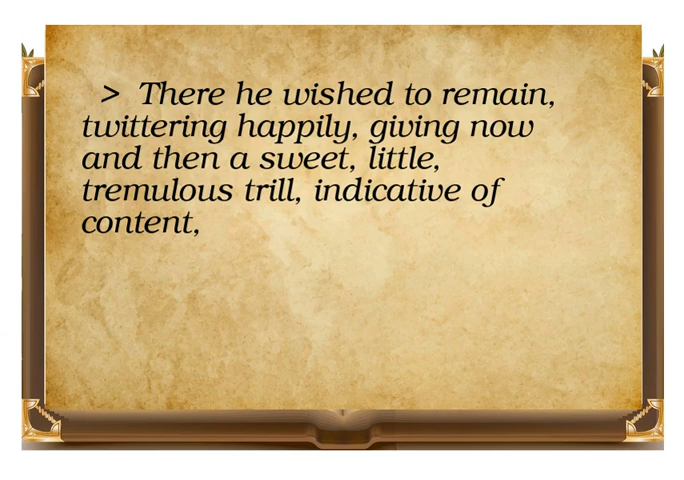 > There he wished to remain,
twittering happily, giving now
and then a sweet, little,
tremulous trill, indicative of
content,